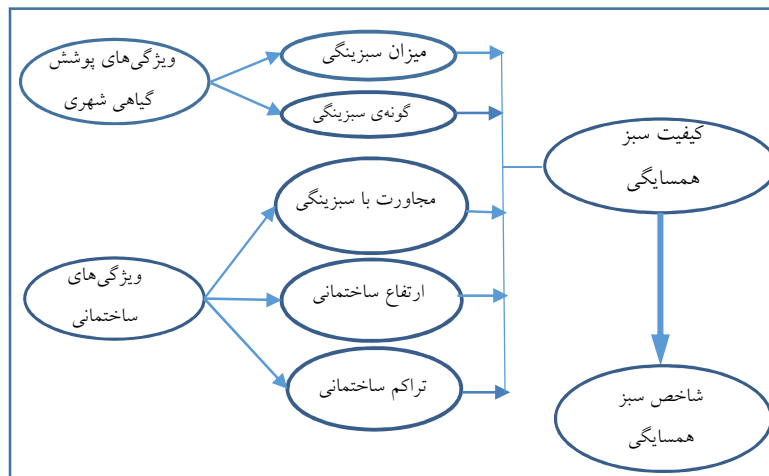 ویژگی‌های پوشش
گیاهی شهری
میزان سبزینگی
گونه‌ی سبزینگی
ویژگی‌های
ساختمانی
مجاورت با سبزینگی
ارتفاع ساختمانی
تراکم ساختمانی
کیفیت سبز
همسایگی
شاخص سبز
همسایگی